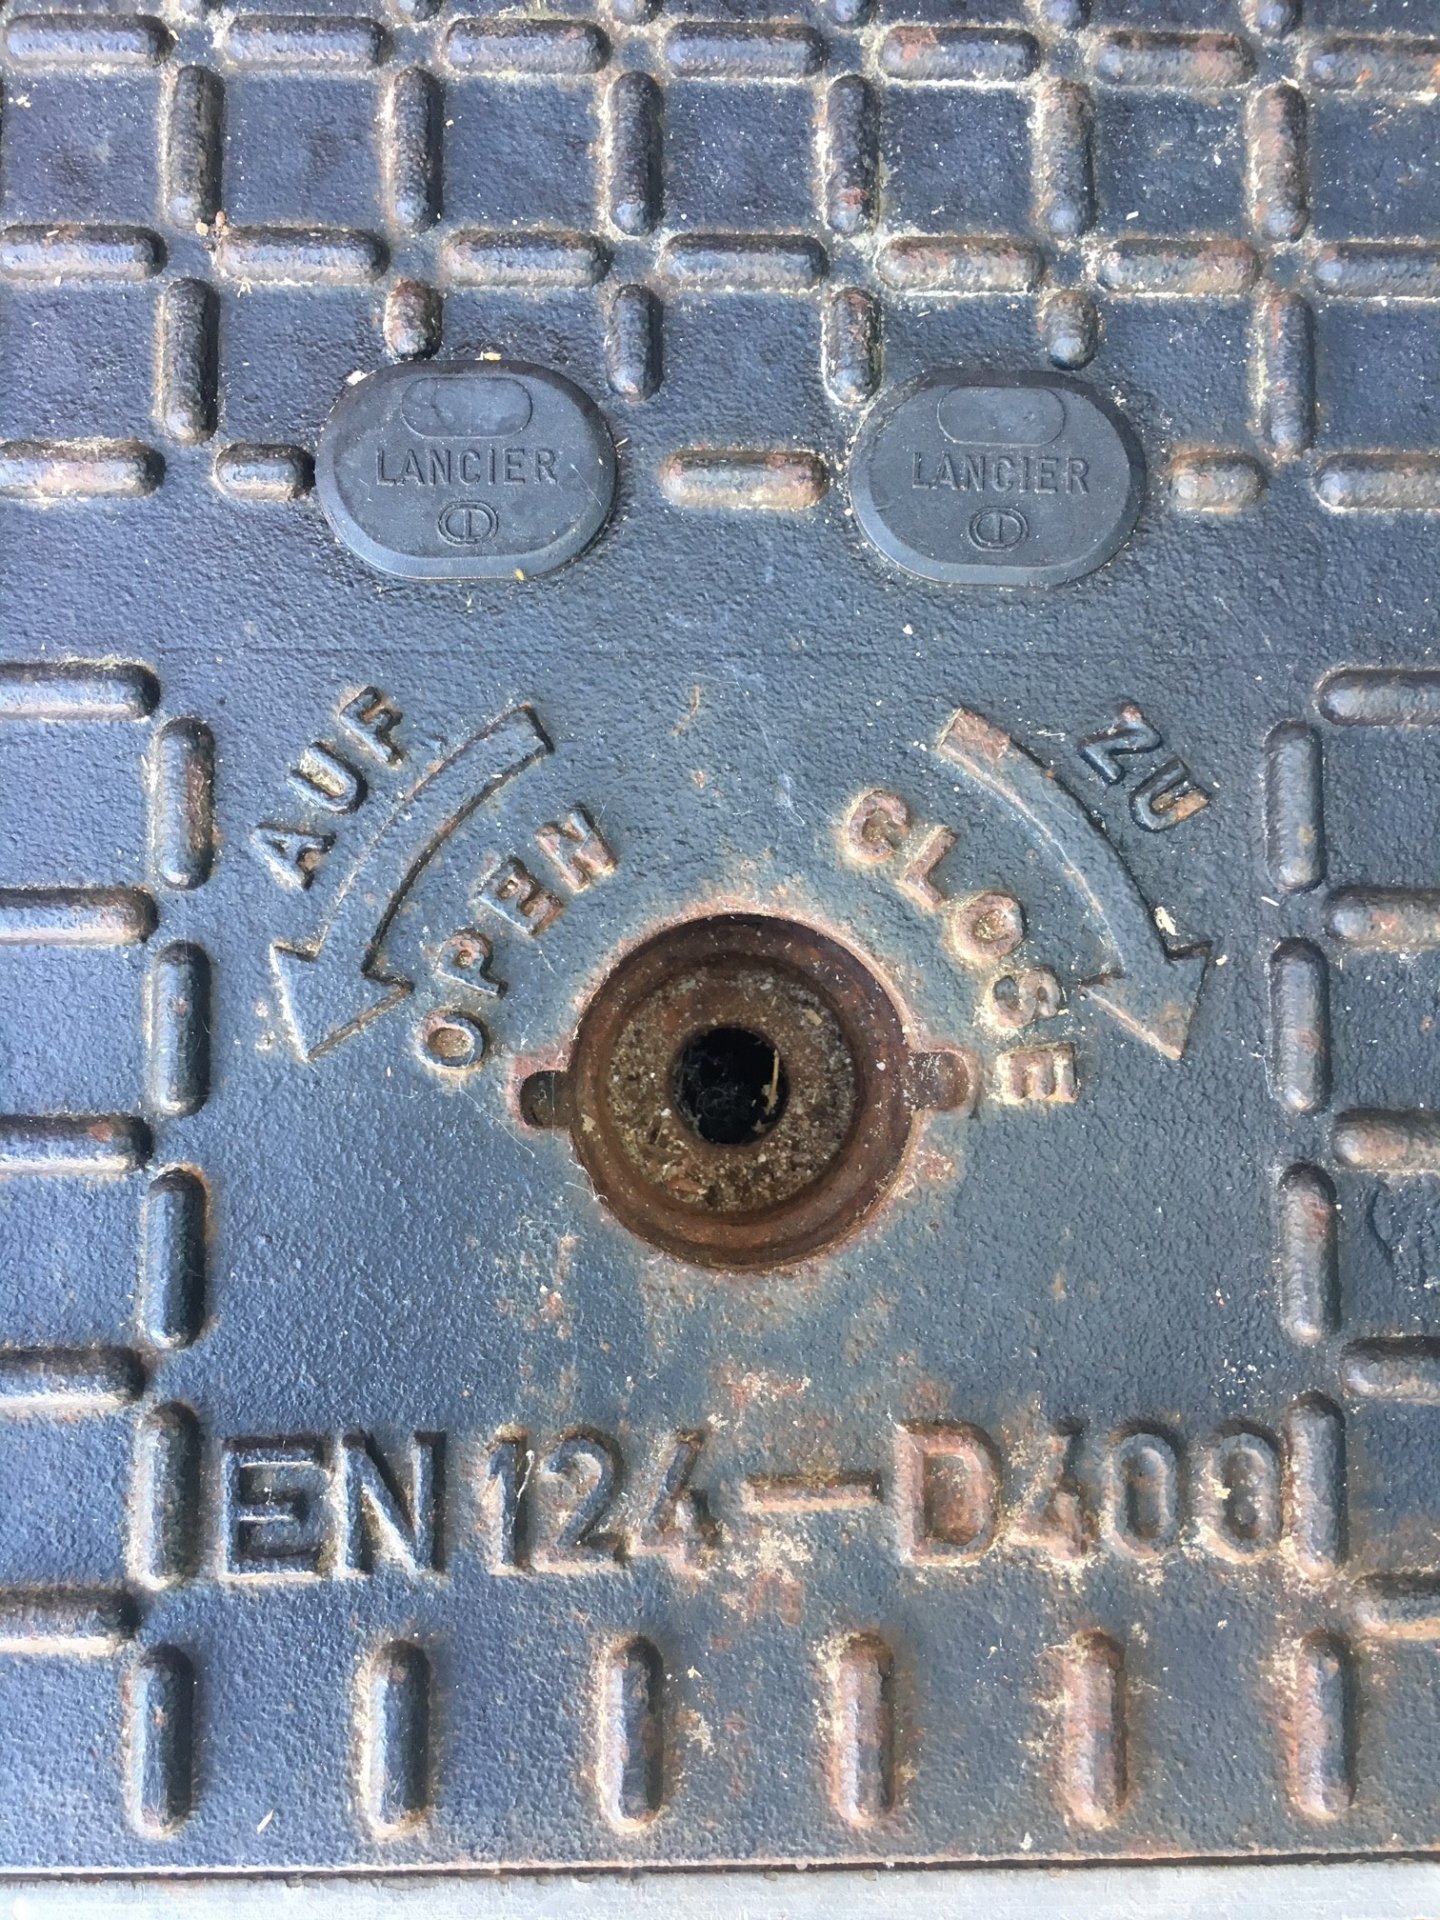 LANCIER
LANCIER
AUF
ZU
OPEN
CLOSE
EN 124-D400